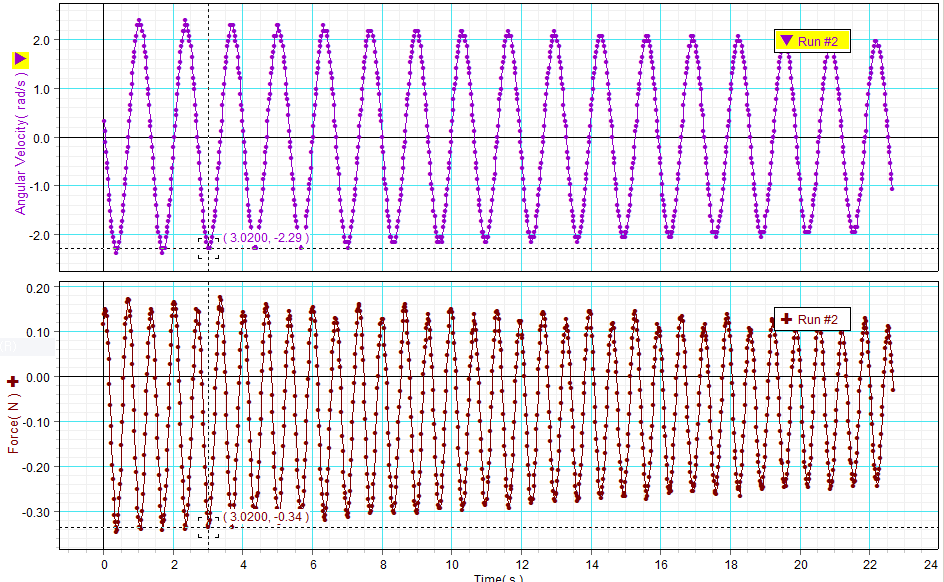 2.0
1.0
0.0
-1.0
-2.0
Angular Velocity( rad/s )
Run #2
( 3.0200, -2.29 )
0.20
0.10
0.00
-0.10
-0.20
-0.30
Force( N )
Run #2
( 3.0200, -0.34 )
0 2 4 6 8 10 12 14 16 18 20 22 24
Time( s )